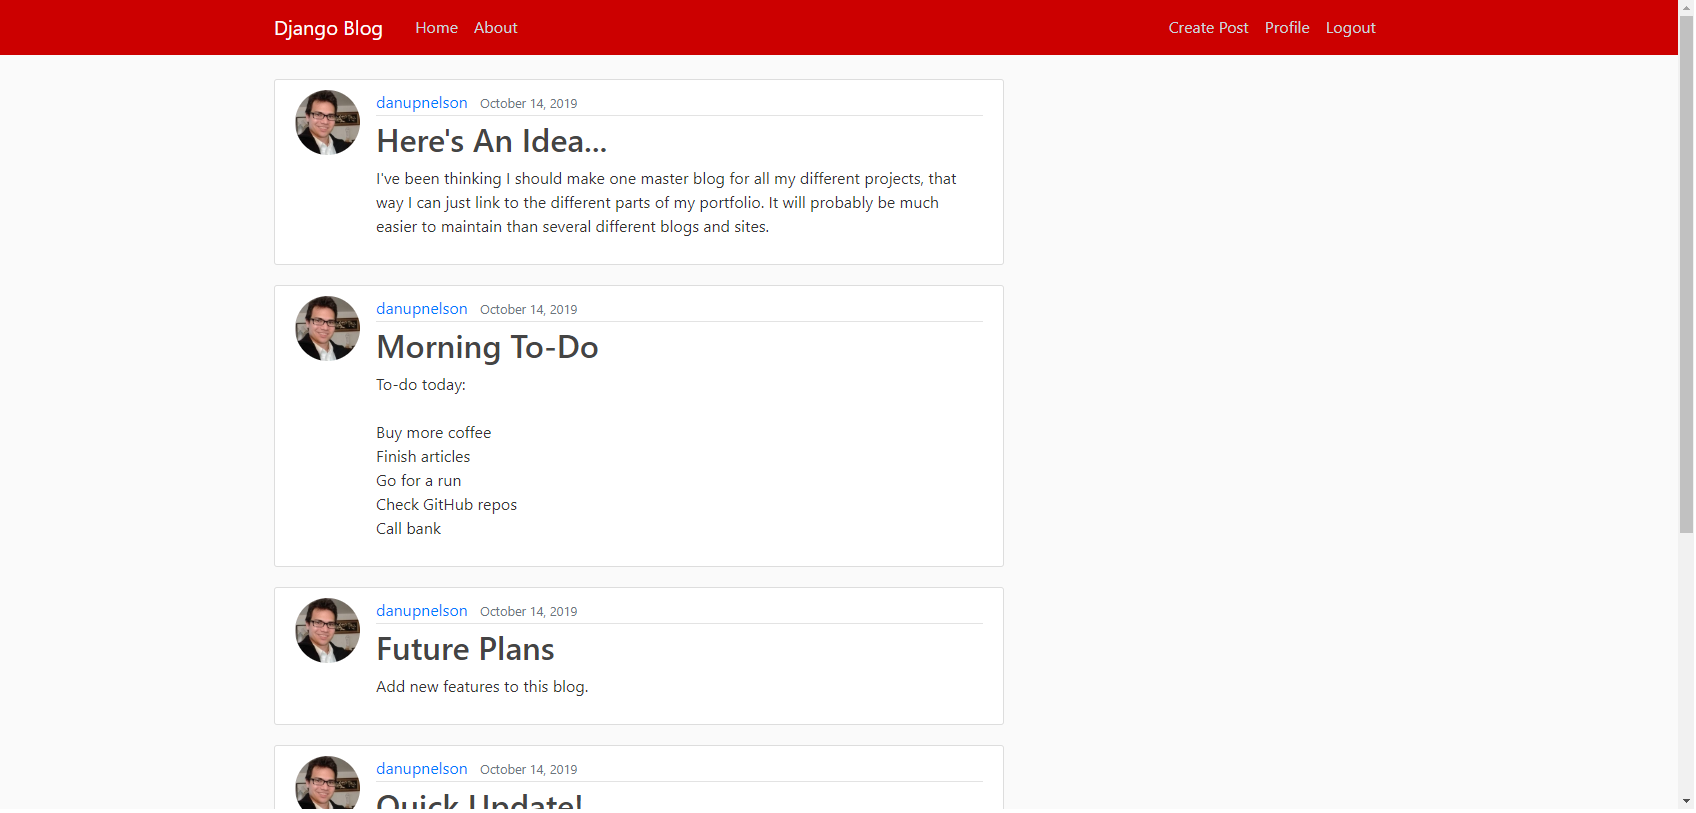 Django Blog Home About Create Post Profile Logout
danupnelson October 14, 2019
Here's An Idea...
I've been thinking I should make one master blog for all my different projects, that
way I can just link to the different parts of my portfolio. It will probably be much
easier to maintain than several different blogs and sites.
danupnelson October 14, 2019
Morning To-Do
To-do today:
Buy more coffee
Finish articles
Go for a run
Check GitHub repos
Call bank
danupnelson October 14, 2019
Future Plans
Add new features to this blog.
danupnelson October 14, 2019
Quick Update!